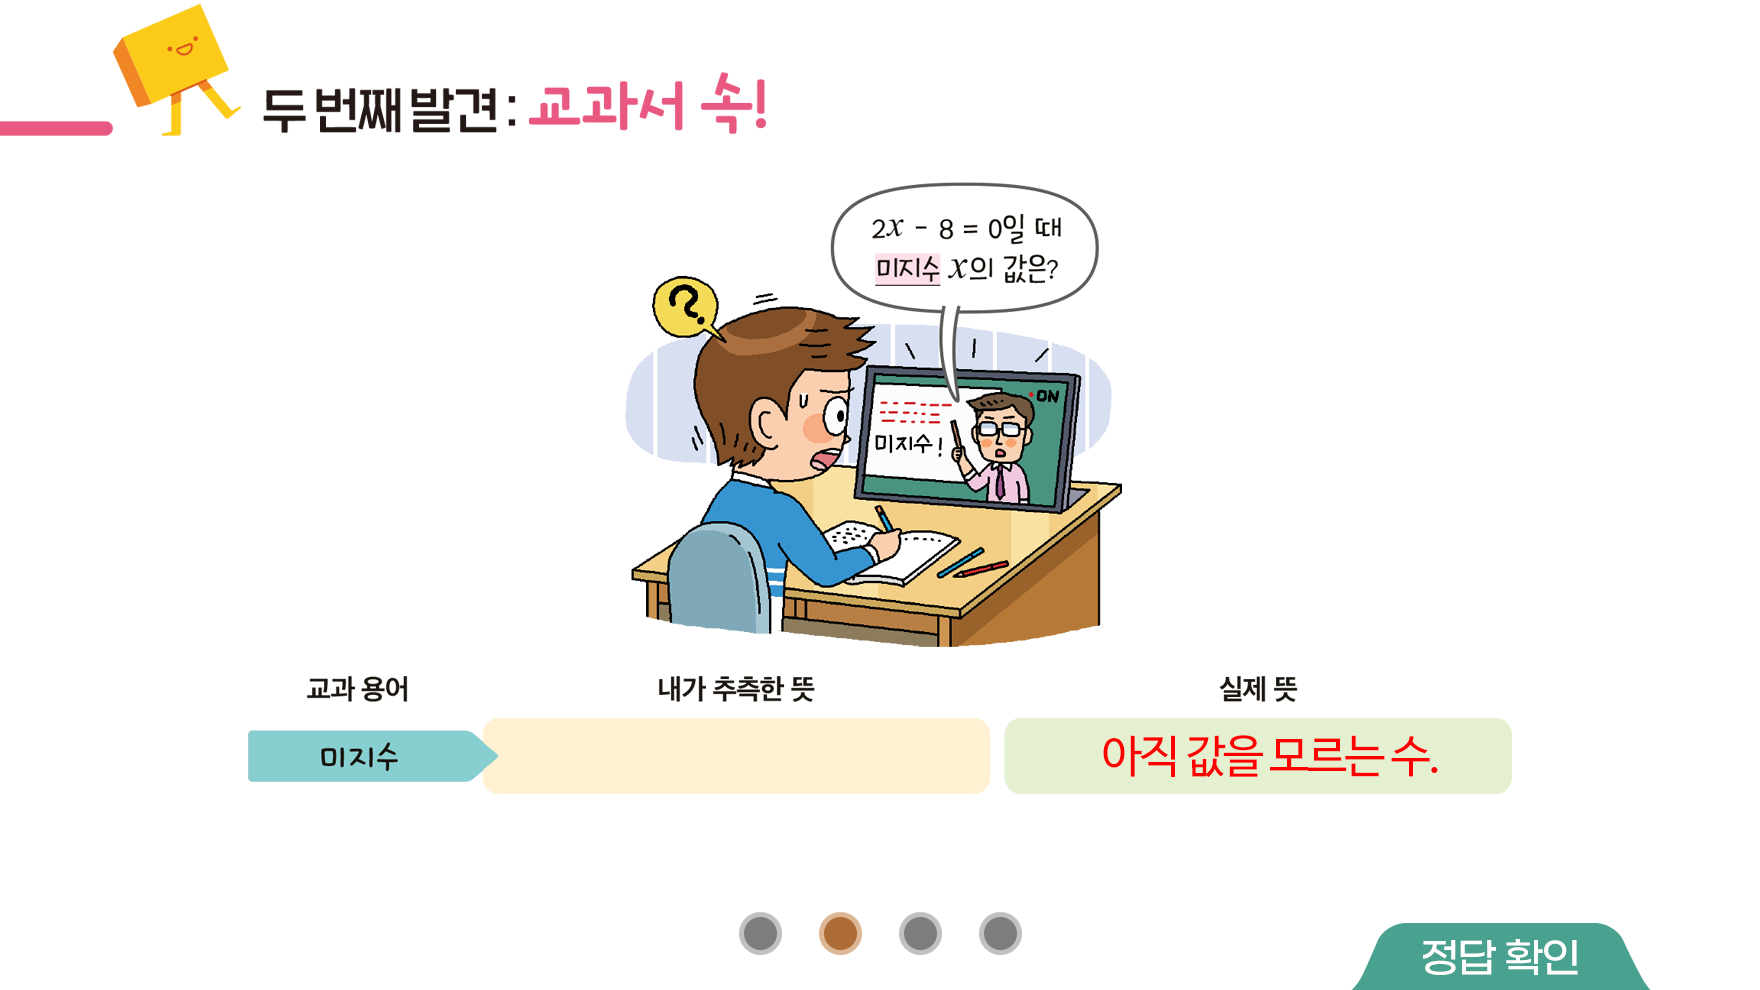 두 번째 발견 : 교과서 속!
2x - 8 = 0일 때
미지수 x의 값은?
?
ON
미지수!
교과 용어
내가 추측한 뜻
실제 뜻
미지수
아직 값을 모르는 수.
정답 확인